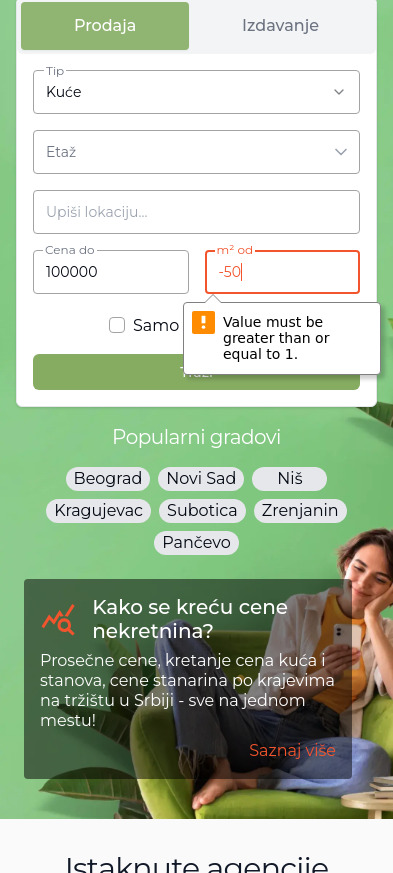 Prodaja
Izdavanje
Tip
Kuće
Etaž
Upiši lokaciju...
Cena do
100000
m² od
-50
Samo
Value must be
greater than or
equal to 1.
Popularni gradovi
Beograd
Novi Sad
Niš
Kragujevac
Subotica
Zrenjanin
Pančevo
Kako se kreću cene
nekretnina?
Prosečne cene, kretanje cena kuća i
stanova, cene stanarina po krajevima
na tržištu u Srbiji - sve na jednom
mestu!
Saznaj više
Istaknute agencije